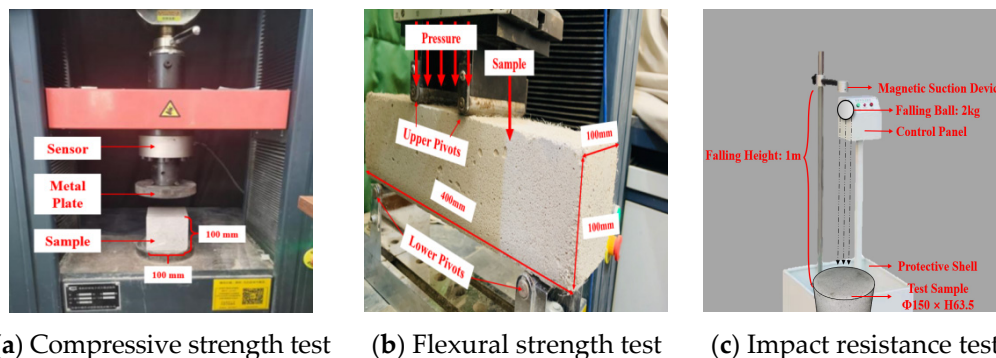 Sensor
Metal
Plate
Sample
100 mm
100 mm
Pressure
Sample
Upper Pivots
100mm
400mm
100mm
Lower Pivots
Magnetic Suction Devic
Falling Ball: 2kg
Control Panel
Falling Height: 1m
Protective Shell
Test Sample
Φ150 × H63.5
(a) Compressive strength test
(b) Flexural strength test
(c) Impact resistance test